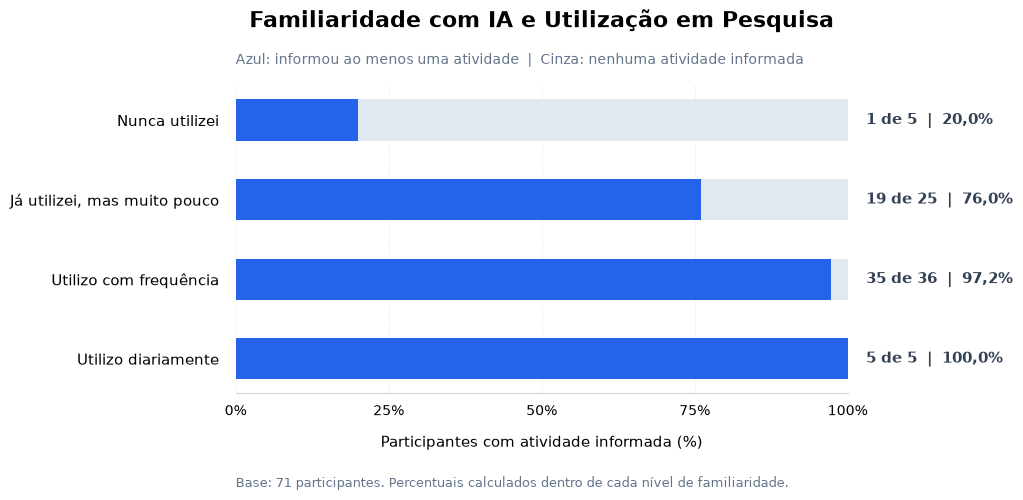 Familiaridade com IA e Utilização em Pesquisa
Azul: informou ao menos uma atividade | Cinza: nenhuma atividade informada
Nunca utilizei
1 de 5 | 20,0%
Já utilizei, mas muito pouco
19 de 25 | 76,0%
Utilizo com frequência
35 de 36 | 97,2%
Utilizo diariamente
5 de 5 | 100,0%
0% 25% 50% 75% 100%
Participantes com atividade informada (%)
Base: 71 participantes. Percentuais calculados dentro de cada nível de familiaridade.